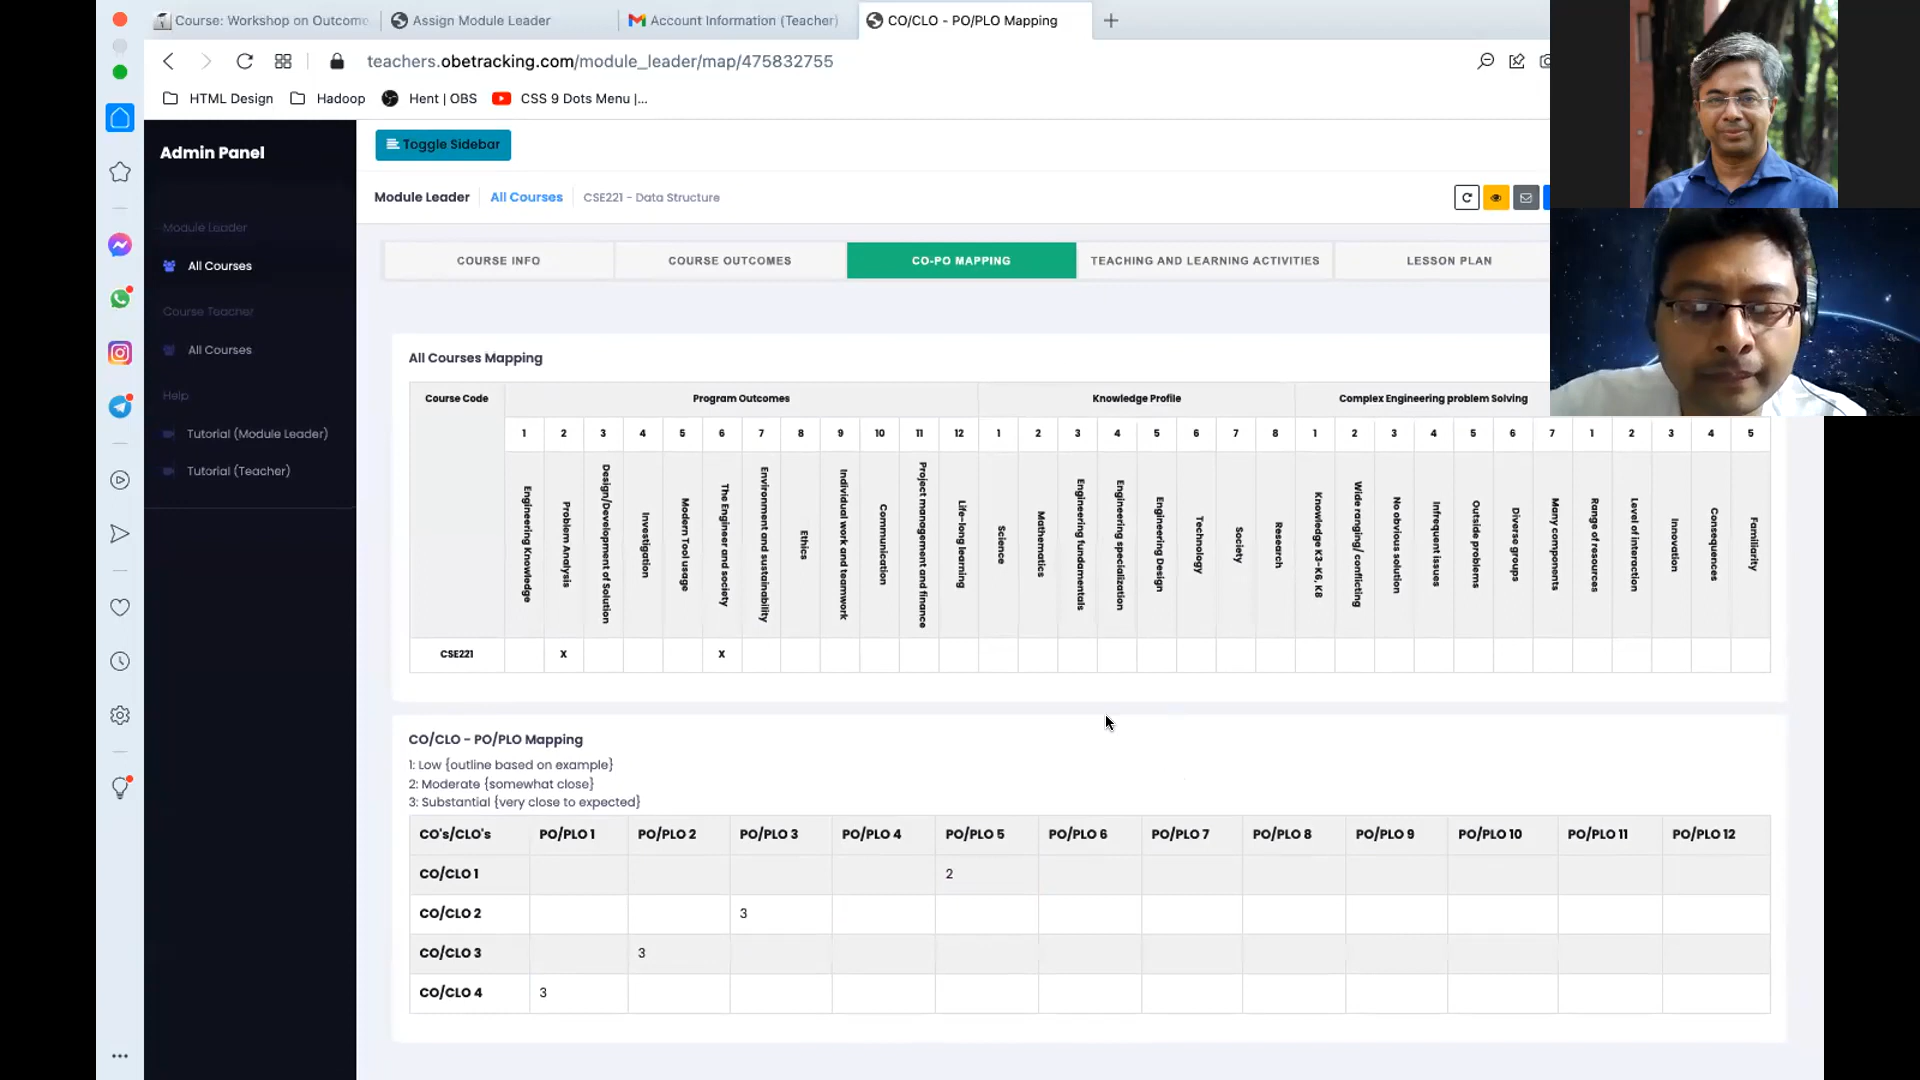 Course: Workshop on Outcome
Assign Module Leader
Account Information (Teacher)
CO/CLO - PO/PLO Mapping
teachers.obetracking.com/module_leader/map/475832755
HTML Design
Hadoop
Hent | OBS
CSS 9 Dots Menu |...
Admin Panel
Toggle Sidebar
Module Leader
All Courses
CSE221 - Data Structure
Module Leader
All Courses
Course Teacher
All Courses
Help
Tutorial (Module Leader)
Tutorial (Teacher)
COURSE INFO
COURSE OUTCOMES
CO-PO MAPPING
TEACHING AND LEARNING ACTIVITIES
LESSON PLAN
All Courses Mapping
Course Code Program Outcomes Knowledge Profile Complex Engineering problem Solving
1 2 3 4 5 6 7 8 9 10 11 12 1 2 3 4 5 6 7 8 1 2 3 4 5 6 7 1 2 3 4 5
Engineering Knowledge
Problem Analysis
Design/Development of Solution
Investigation
Modern Tool usage
The Engineer and society
Environment and sustainability
Ethics
Individual work and teamwork
Communication
Project management and finance
Life-long learning
Science
Mathematics
Engineering fundamentals
Engineering specialization
Engineering Design
Technology
Society
Research
Knowledge K3-K6, K8
Wide ranging/ conflicting
No obvious solution
Infrequent issues
Outside problems
Diverse groups
Many components
Range of resources
Level of interaction
Innovation
Consequences
Familiarity
CSE221 X X
CO/CLO - PO/PLO Mapping
1: Low {outline based on example}
2: Moderate {somewhat close}
3: Substantial {very close to expected}
CO's/CLO's PO/PLO 1 PO/PLO 2 PO/PLO 3 PO/PLO 4 PO/PLO 5 PO/PLO 6 PO/PLO 7 PO/PLO 8 PO/PLO 9 PO/PLO 10 PO/PLO 11 PO/PLO 12
CO/CLO 1 2
CO/CLO 2 3
CO/CLO 3 3
CO/CLO 4 3